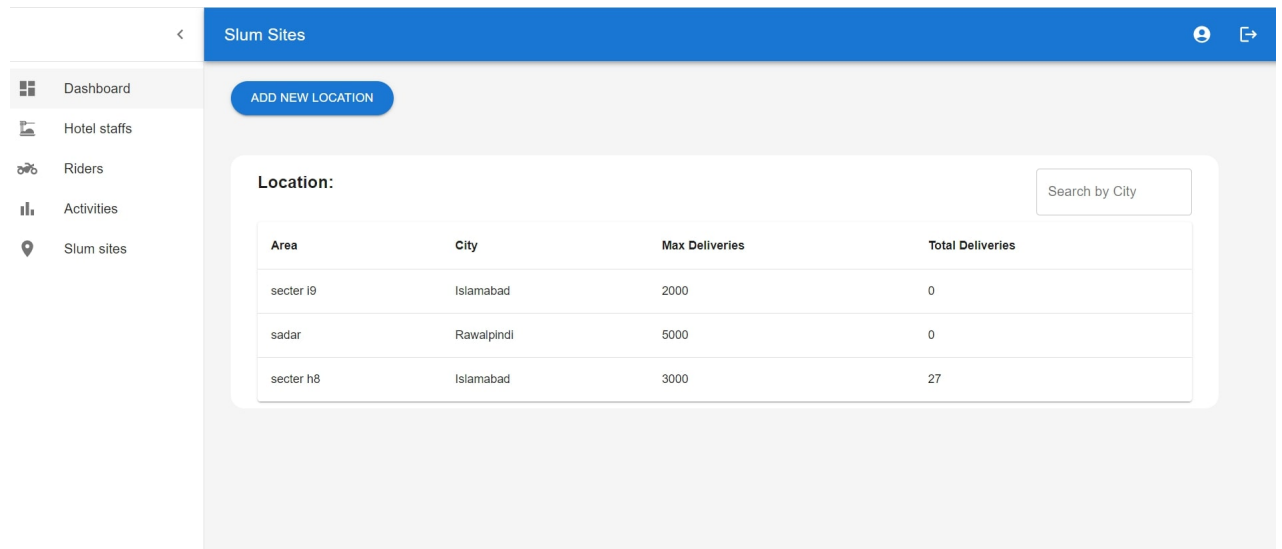 Slum Sites
Dashboard
Hotel staffs
Riders
Activities
Slum sites
ADD NEW LOCATION
Location:
Search by City
Area City Max Deliveries Total Deliveries
secter i9 Islamabad 2000 0
sadar Rawalpindi 5000 0
secter h8 Islamabad 3000 27